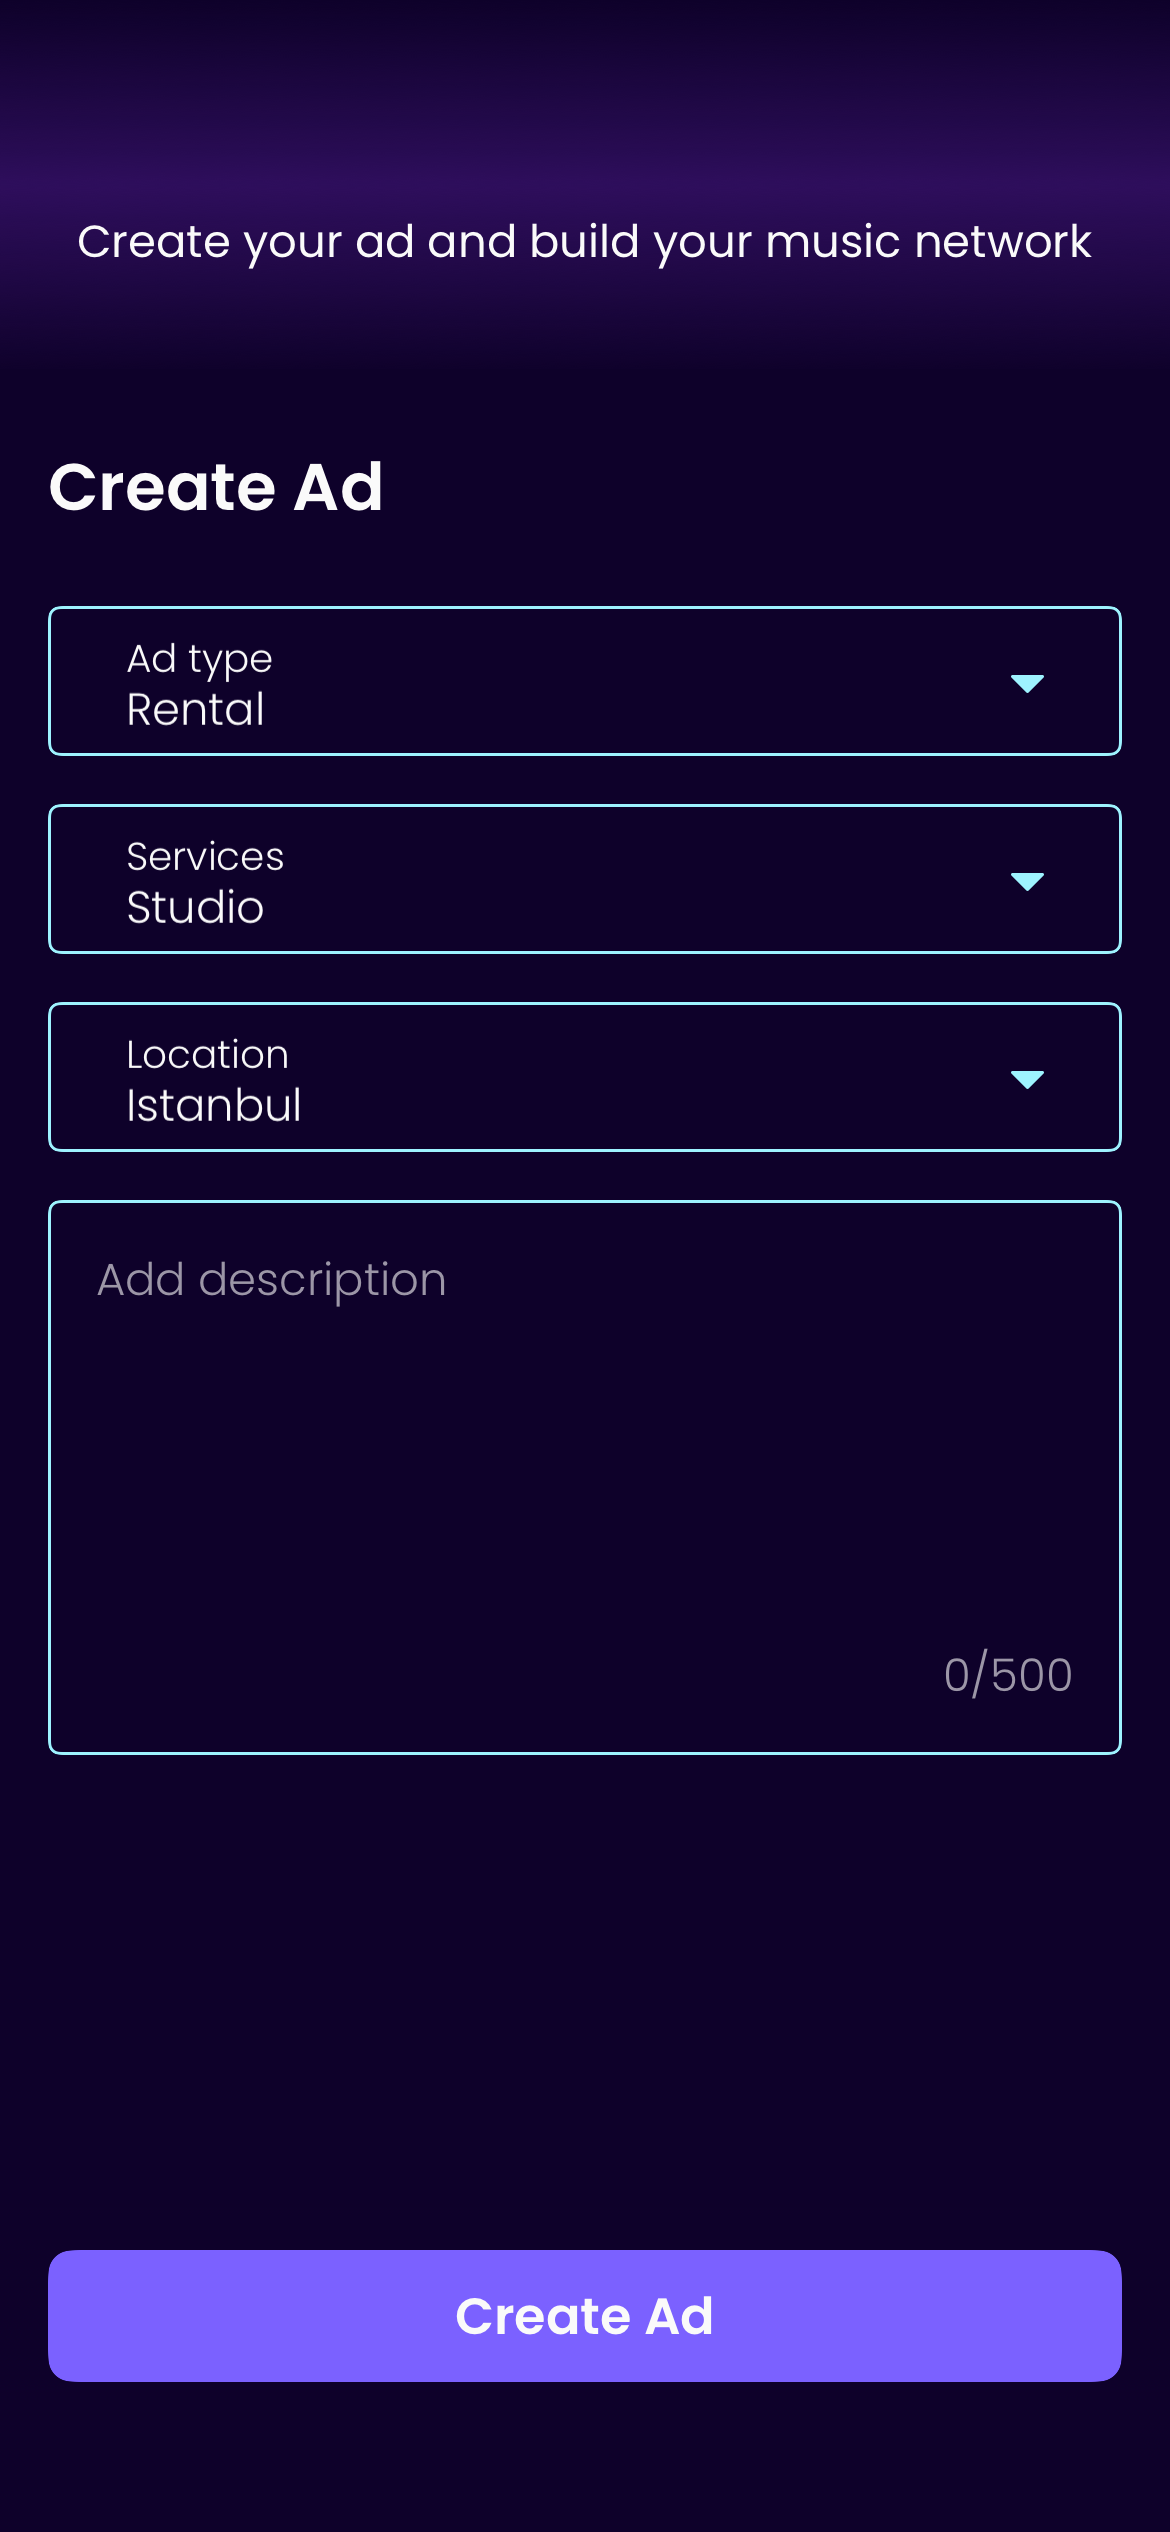 Create your ad and build your music network
Create Ad
Ad type
Rental
Services
Studio
Location
Istanbul
Add description
0/500
Create Ad